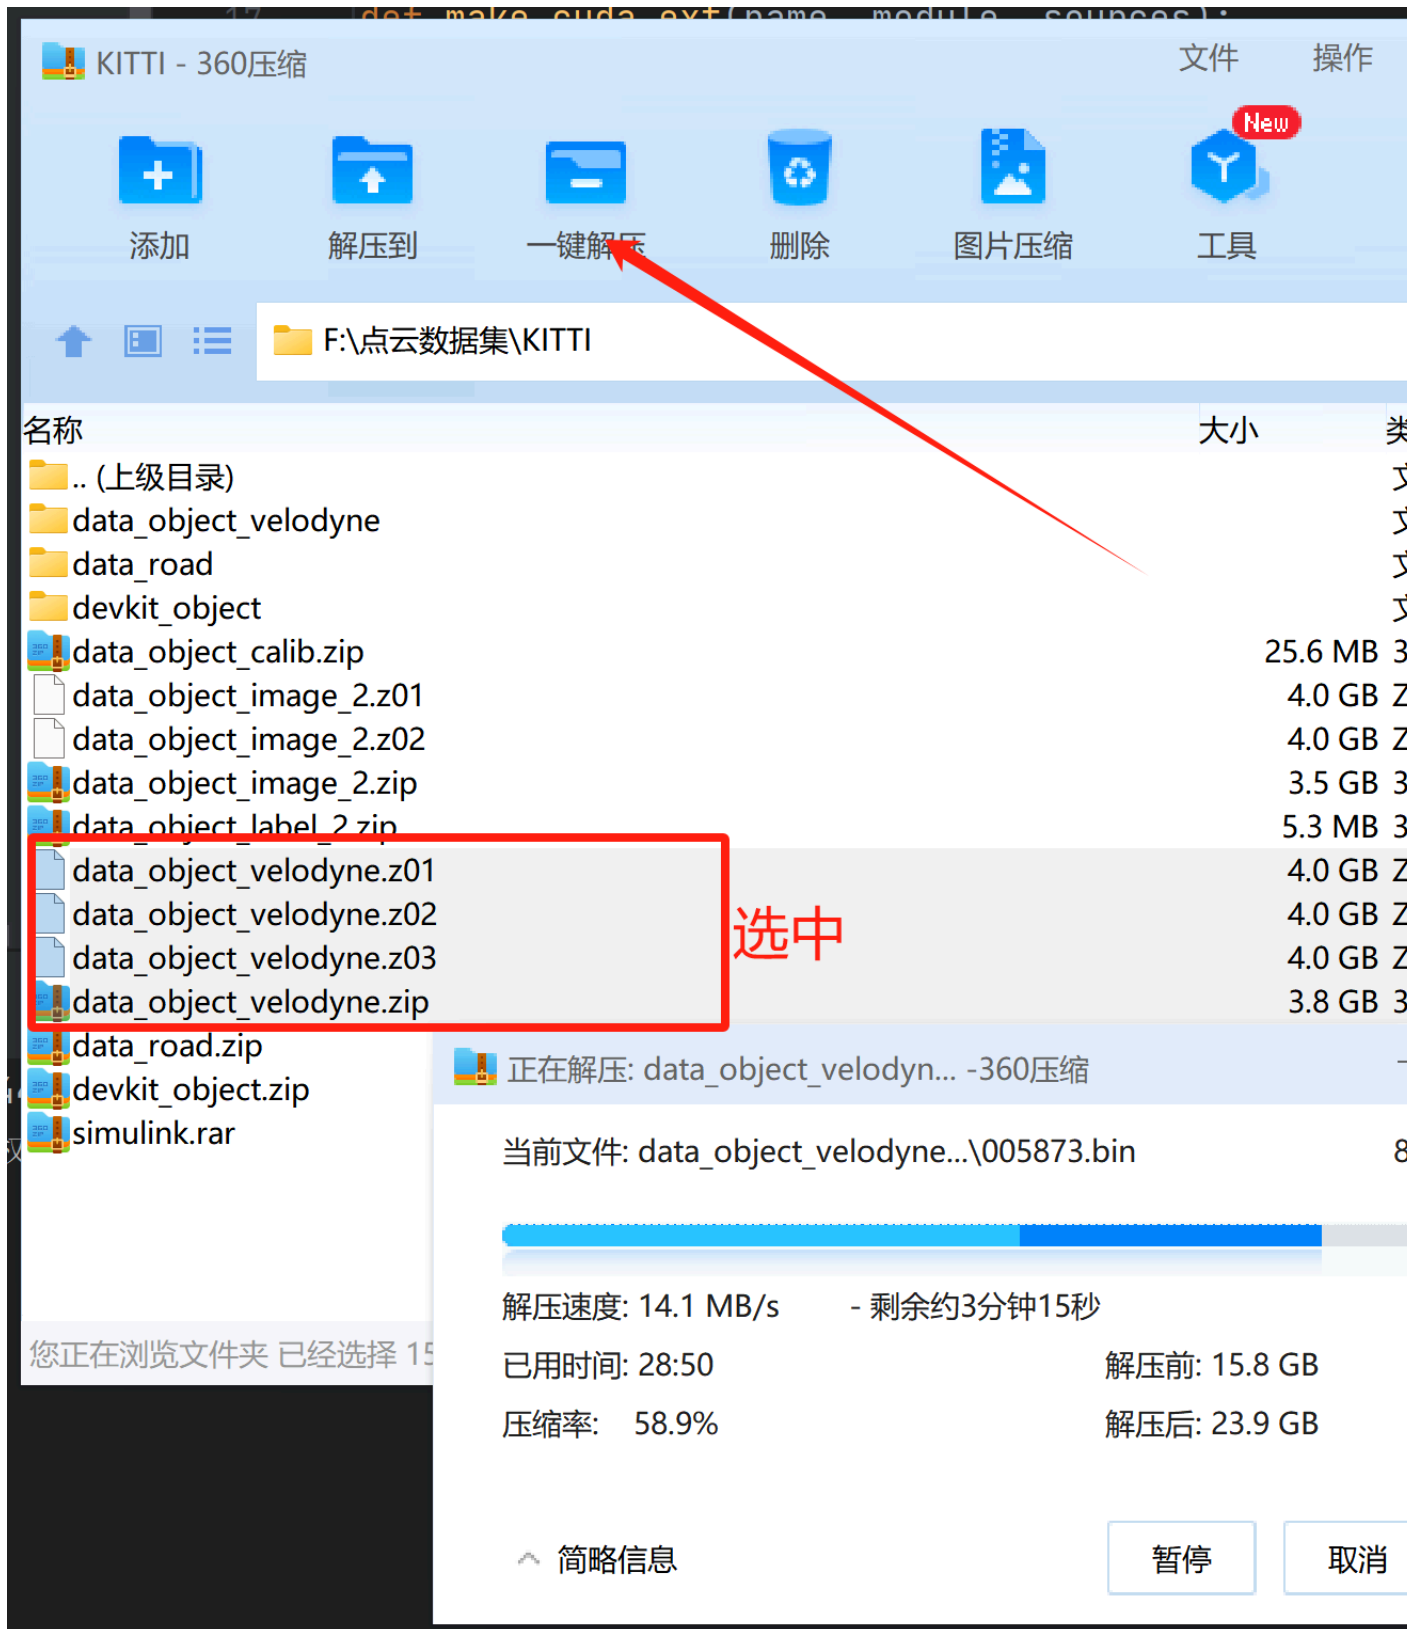 KITTI - 360压缩
文件 操作
New
添加 解压到 一键解压 删除 图片压缩 工具
F:\点云数据集\KITTI
名称 大小
.. (上级目录)
data_object_velodyne
data_road
devkit_object
data_object_calib.zip 25.6 MB
data_object_image_2.z01 4.0 GB
data_object_image_2.z02 4.0 GB
data_object_image_2.zip 3.5 GB
data_object_label_2.zip 5.3 MB
data_object_velodyne.z01 4.0 GB
data_object_velodyne.z02 4.0 GB
选中
data_object_velodyne.z03 4.0 GB
data_object_velodyne.zip 3.8 GB
data_road.zip
devkit_object.zip
simulink.rar
您正在浏览文件夹 已经选择 15
正在解压: data_object_velodyn... -360压缩
当前文件: data_object_velodyne...\005873.bin
解压速度: 14.1 MB/s - 剩余约3分钟15秒
已用时间: 28:50 解压前: 15.8 GB
压缩率: 58.9% 解压后: 23.9 GB
简略信息 暂停 取消